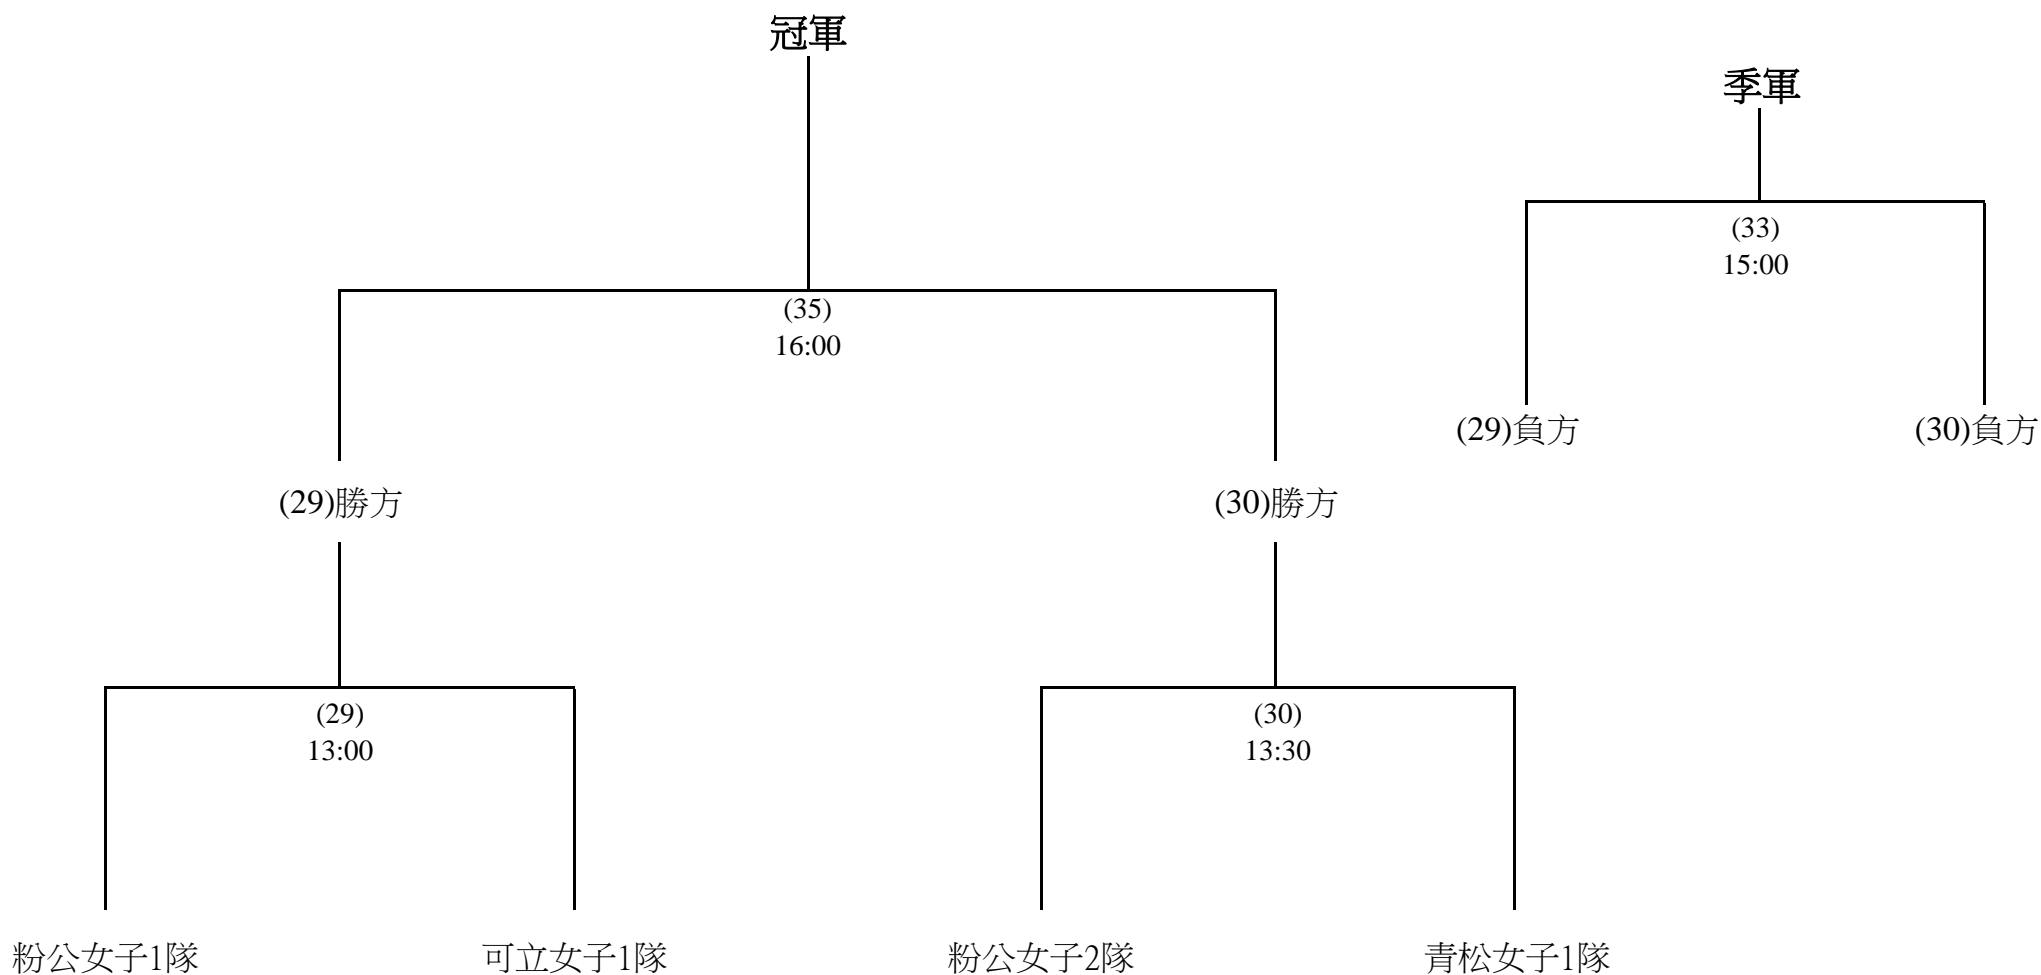 冠軍
季軍
(33)
15:00
(35)
16:00
(29)負方
(30)負方
(29)勝方
(30)勝方
(29)
13:00
(30)
13:30
粉公女子1隊
可立女子1隊
粉公女子2隊
青松女子1隊